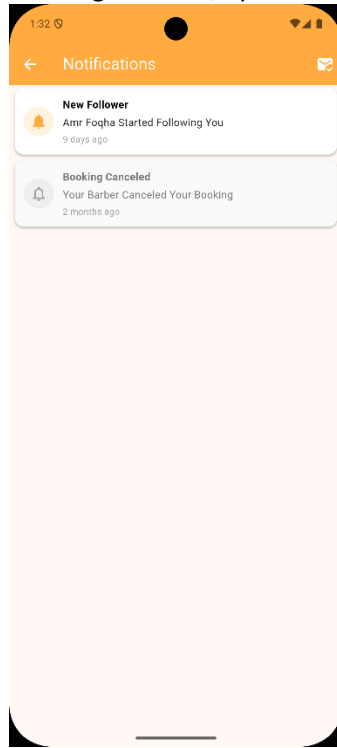 1:32
Notifications
New Follower
Amr Foqha Started Following You
9 days ago
Booking Canceled
Your Barber Canceled Your Booking
2 months ago